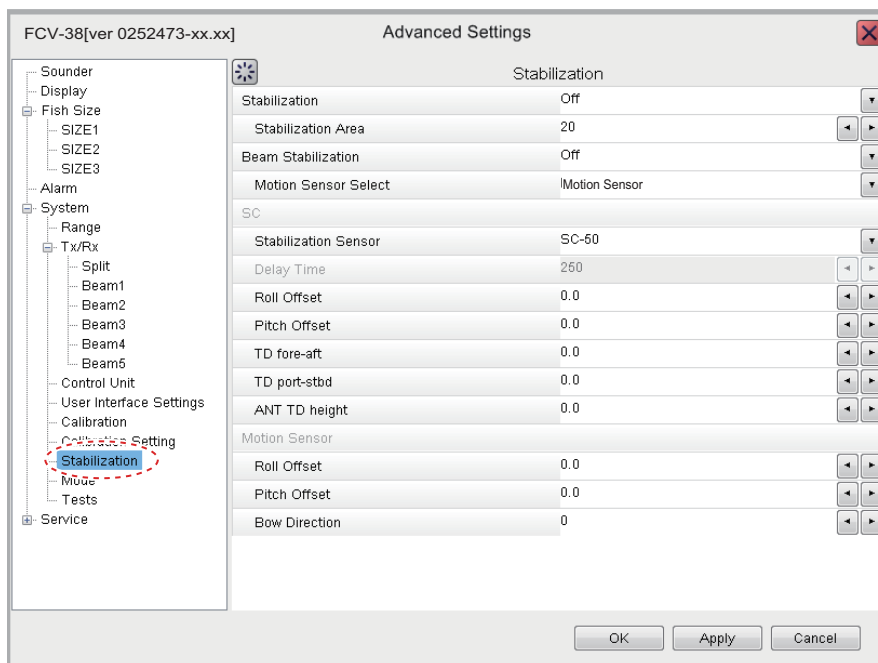 FCV-38[ver 0252473-xx.xx]
Advanced Settings
Sounder
Display
Fish Size
SIZE1
SIZE2
SIZE3
Alarm
System
Range
Tx/Rx
Split
Beam1
Beam2
Beam3
Beam4
Beam5
Control Unit
User Interface Settings
Calibration
Calibration Setting
Stabilization
Mode
Tests
Service
Stabilization
Stabilization Off
Stabilization Area 20
Beam Stabilization Off
Motion Sensor Select Motion Sensor
SC
Stabilization Sensor SC-50
Delay Time 250
Roll Offset 0.0
Pitch Offset 0.0
TD fore-aft 0.0
TD port-stbd 0.0
ANT TD height 0.0
Motion Sensor
Roll Offset 0.0
Pitch Offset 0.0
Bow Direction 0
OK Apply Cancel